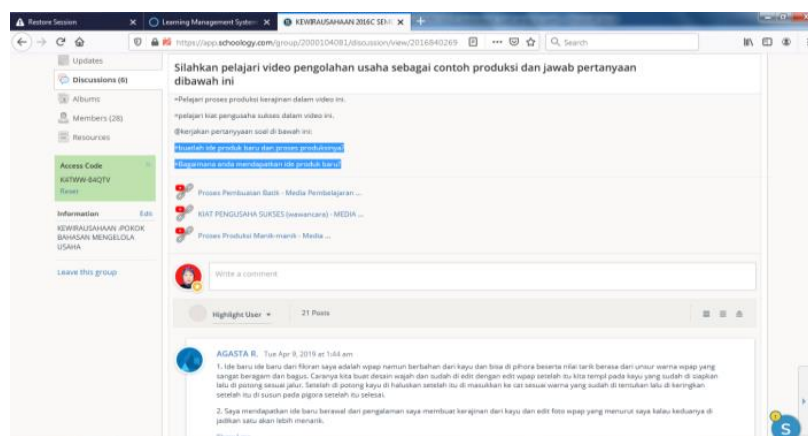 Restore Session
Learning Management System
KEWIRAUSAHAAN 2016C SEM
https://app.schoology.com/group/2000104081/discussion/view/2016840269
Search
Updates
Discussions (6)
Albums
Members (28)
Resources
Access Code
K4TWW-84QTV
Reset
Information Edit
KEWIRAUSAHAAN (POKOK
BAHASAN MENGELOLA
USAHA
Leave this group
Silahkan pelajari video pengolahan usaha sebagai contoh produksi dan jawab pertanyaan
dibawah ini
*Pelajari proses produksi kerajinan dalam video ini.
*pelajari kiat pengusaha sukses dalam video ini.
@kerjakan pertanyyaan soal di bawah ini:
*buatlah ide produk baru dan proses produksinya?
*Bagaimana anda mendapatkan ide produk baru?
Proses Pembuatan Batik - Media Pembelajaran ...
KIAT PENGUSAHA SUKSES (wawancara) - MEDIA ...
Proses Produksi Manik-manik - Media ...
Write a comment
Highlight User 21 Posts
AGASTA R. Tue Apr 9, 2019 at 1:44 am
1. Ide baru ide baru dari fikiran saya adalah wpap namun berbahan dari kayu dan bisa di phora beserta nilai tarik berasa dari unsur warna wpap yang
sangat beragam dan bagus. Caranya kita buat desain wajah dan sudah di edit dengan edit wpap setelah itu kita templ pada kayu yang sudah di siapkan
lalu di potong sesuai jalur. Setelah di potong kayu di haluskan setelah itu di masukkan ke cat sesuai warna yang sudah di temukan lalu di keringkan
setelah itu di susun pada pigora setelah itu selesai.
2. Saya mendapatkan ide baru berawal dari pengalaman saya membuat kerajinan dari kayu dan edit foto wpap yang menurut saya kalau keduanya di
jadikan satu akan lebih menarik.
S